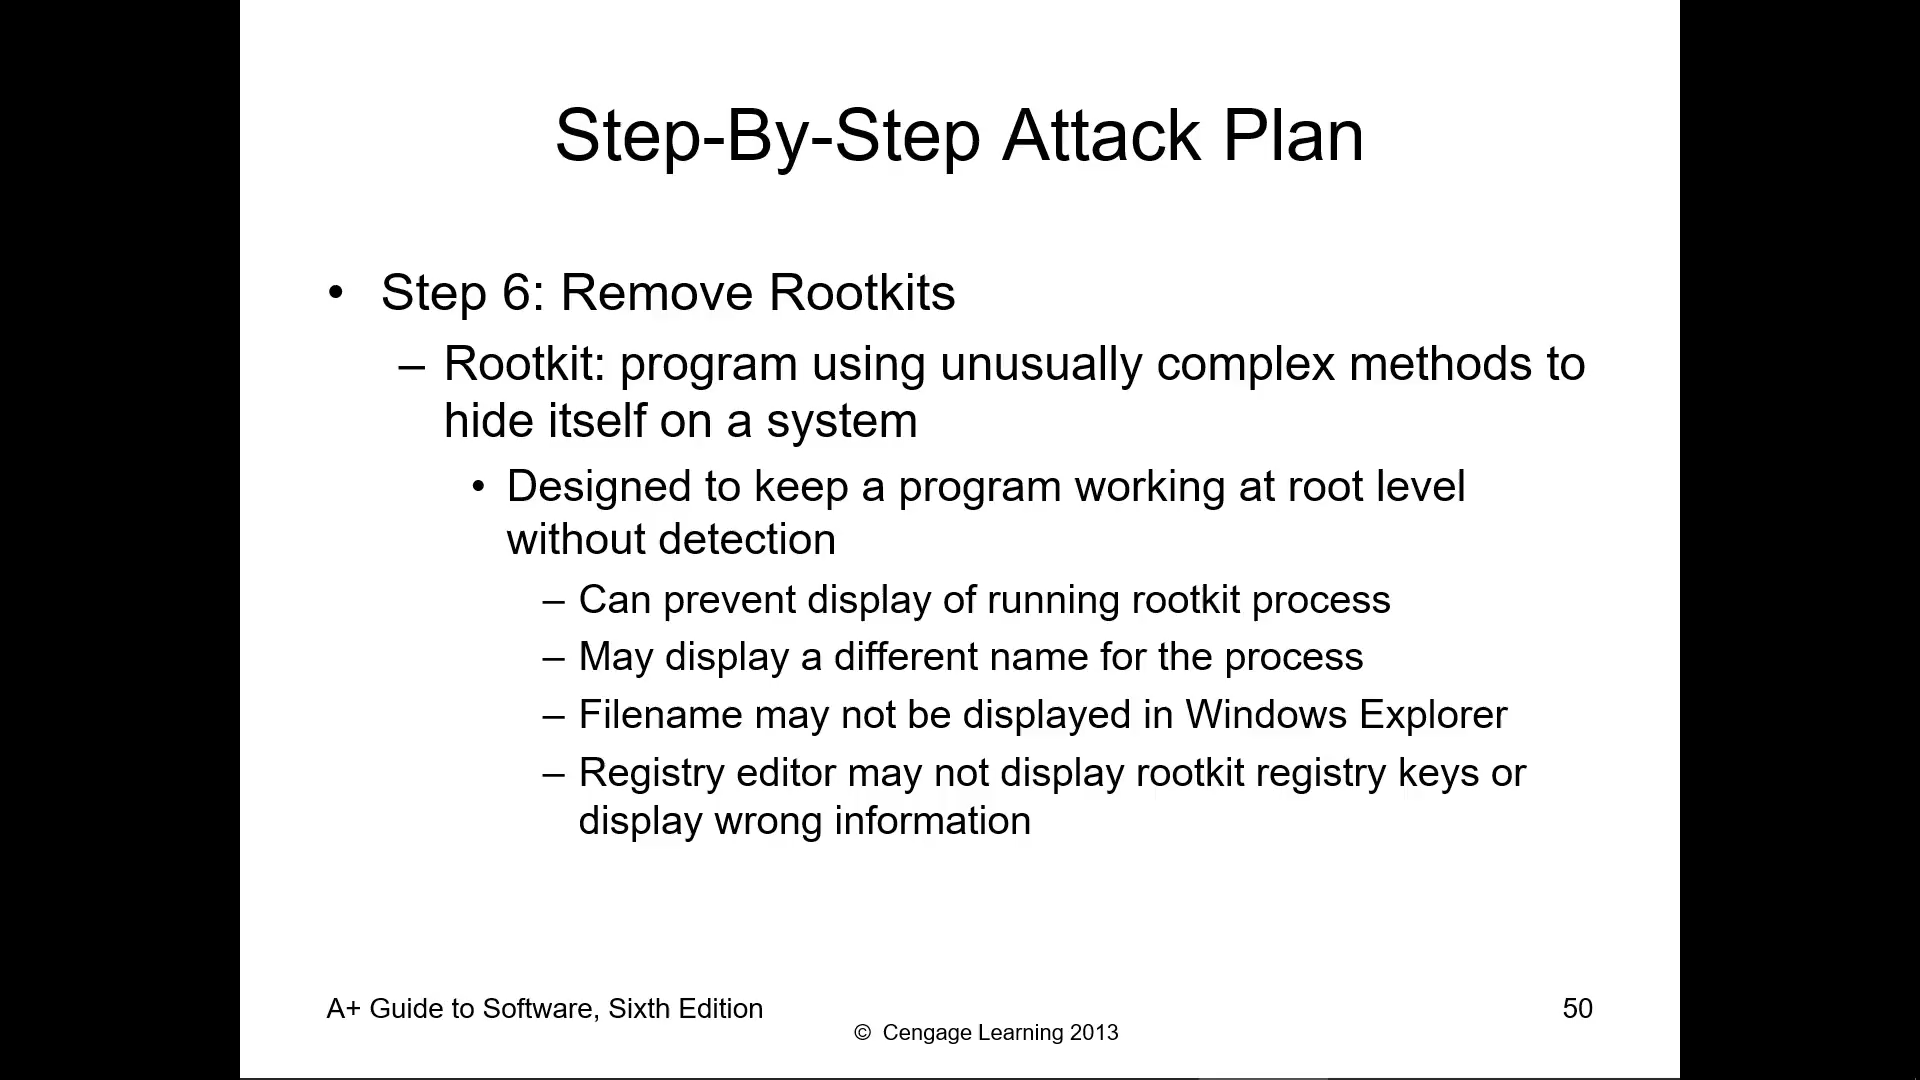 Step-By-Step Attack Plan
• Step 6: Remove Rootkits
– Rootkit: program using unusually complex methods to
hide itself on a system
• Designed to keep a program working at root level
without detection
– Can prevent display of running rootkit process
– May display a different name for the process
– Filename may not be displayed in Windows Explorer
– Registry editor may not display rootkit registry keys or
display wrong information
A+ Guide to Software, Sixth Edition
© Cengage Learning 2013
50